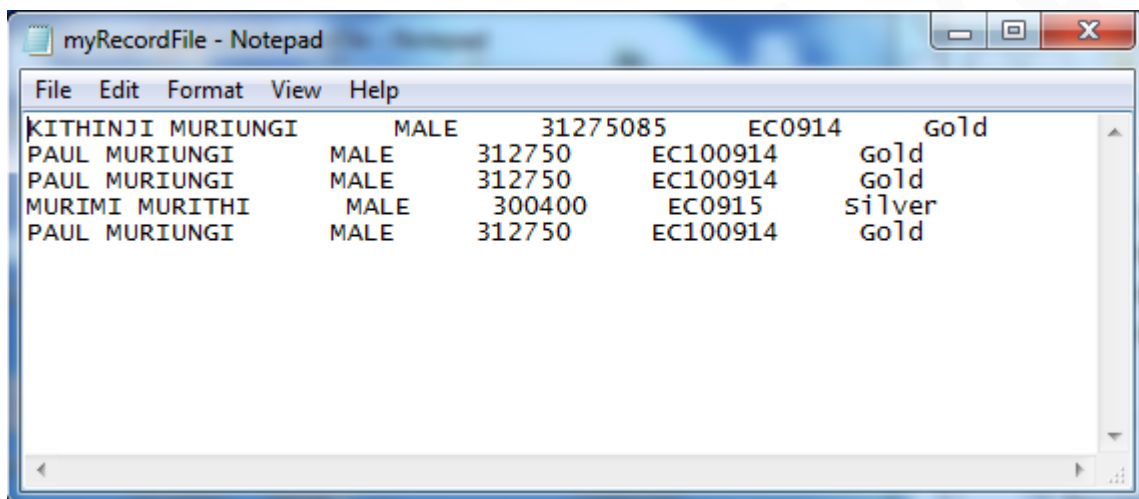 myRecordFile - Notepad
File Edit Format View Help
KITHINJI MURIUNGI MALE 31275085 EC0914 Gold
PAUL MURIUNGI MALE 312750 EC100914 Gold
PAUL MURIUNGI MALE 312750 EC100914 Gold
MURIMI MURITHI MALE 300400 EC0915 Silver
PAUL MURIUNGI MALE 312750 EC100914 Gold